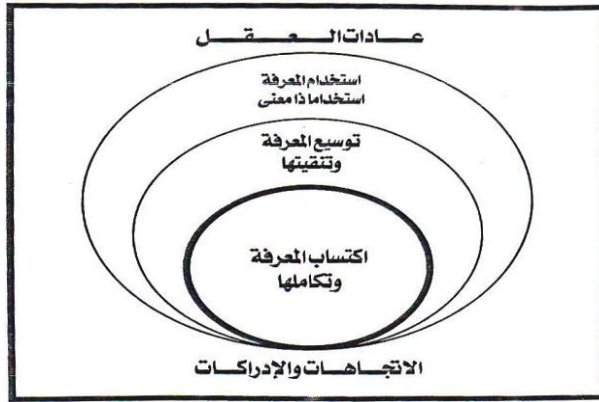 عادات العقل
استخدام المعرفة
استخداما ذا معنى
توسيع المعرفة
وتنقيتها
اكتساب المعرفة
وتكاملها
الاتجاهات والإدراكات